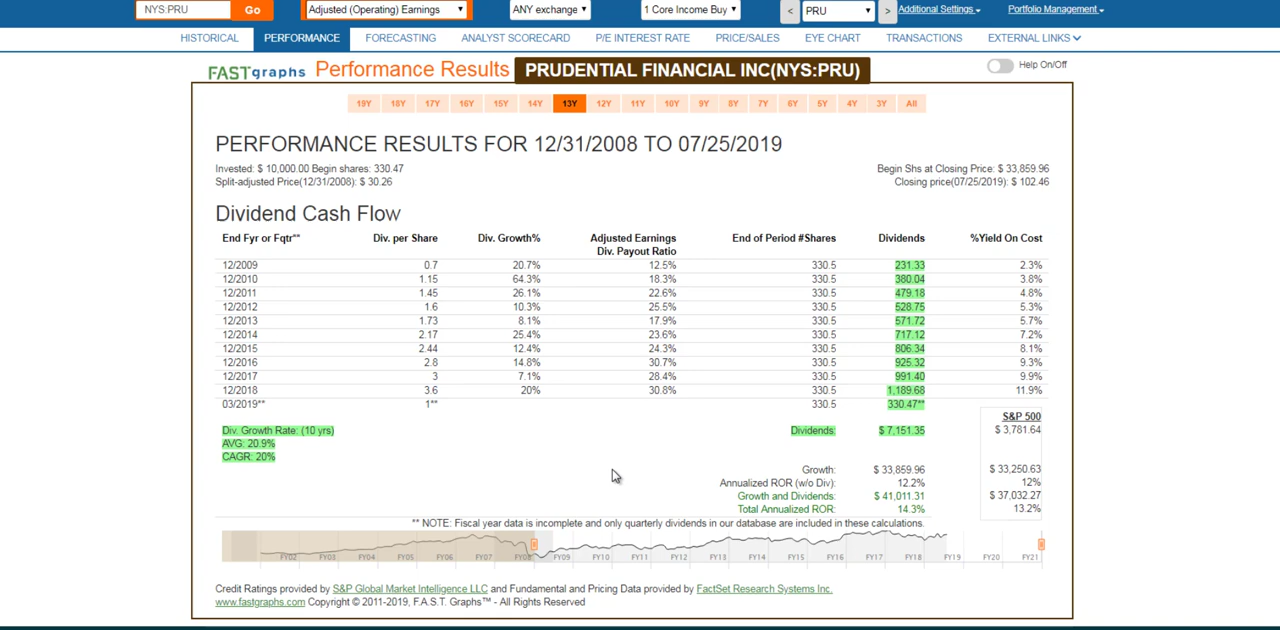 NYS:PRU Go Adjusted (Operating) Earnings ANY exchange 1 Core Income Buy < PRU > Additional Settings Portfolio Management
HISTORICAL PERFORMANCE FORECASTING ANALYST SCORECARD P/E INTEREST RATE PRICE/SALES EYE CHART TRANSACTIONS EXTERNAL LINKS
FASTgraphs Performance Results PRUDENTIAL FINANCIAL INC(NYS:PRU) Help On/Off
19Y 18Y 17Y 16Y 15Y 14Y 13Y 12Y 11Y 10Y 9Y 8Y 7Y 6Y 5Y 4Y 3Y All
PERFORMANCE RESULTS FOR 12/31/2008 TO 07/25/2019
Invested: $ 10,000.00 Begin shares: 330.47 Begin Shs at Closing Price: $ 33,859.96
Split-adjusted Price(12/31/2008): $ 30.26 Closing price(07/25/2019): $ 102.46
Dividend Cash Flow
End Fyr or Fqtr** Div. per Share Div. Growth% Adjusted Earnings End of Period #Shares Dividends %Yield On Cost
Div. Payout Ratio
12/2009 0.7 20.7% 12.5% 330.5 231.33 2.3%
12/2010 1.15 64.3% 18.3% 330.5 380.04 3.8%
12/2011 1.45 26.1% 22.6% 330.5 479.18 4.8%
12/2012 1.6 10.3% 25.5% 330.5 528.75 5.3%
12/2013 1.73 8.1% 17.9% 330.5 571.72 5.7%
12/2014 2.17 25.4% 23.6% 330.5 717.12 7.2%
12/2015 2.44 12.4% 24.3% 330.5 806.34 8.1%
12/2016 2.8 14.8% 30.7% 330.5 925.32 9.3%
12/2017 3 7.1% 28.4% 330.5 991.40 9.9%
12/2018 3.6 20% 30.8% 330.5 1,189.68 11.9%
03/2019** 1** 330.5 330.47**
S&P 500
Div. Growth Rate: (10 yrs) Dividends: $ 7,151.35 $ 3,781.64
AVG: 20.9%
CAGR: 20%
Growth: $ 33,859.96 $ 33,250.63
Annualized ROR (w/o Div): 12.2% 12%
Growth and Dividends: $ 41,011.31 $ 37,032.27
Total Annualized ROR: 14.3% 13.2%
** NOTE: Fiscal year data is incomplete and only quarterly dividends in our database are included in these calculations.
FY02 FY03 FY04 FY05 FY06 FY07 FY08 FY09 FY10 FY11 FY12 FY13 FY14 FY15 FY16 FY17 FY18 FY19 FY20 FY21
Credit Ratings provided by S&P Global Market Intelligence LLC and Fundamental and Pricing Data provided by FactSet Research Systems Inc.
www.fastgraphs.com Copyright © 2011-2019, F.A.S.T. Graphs™ - All Rights Reserved